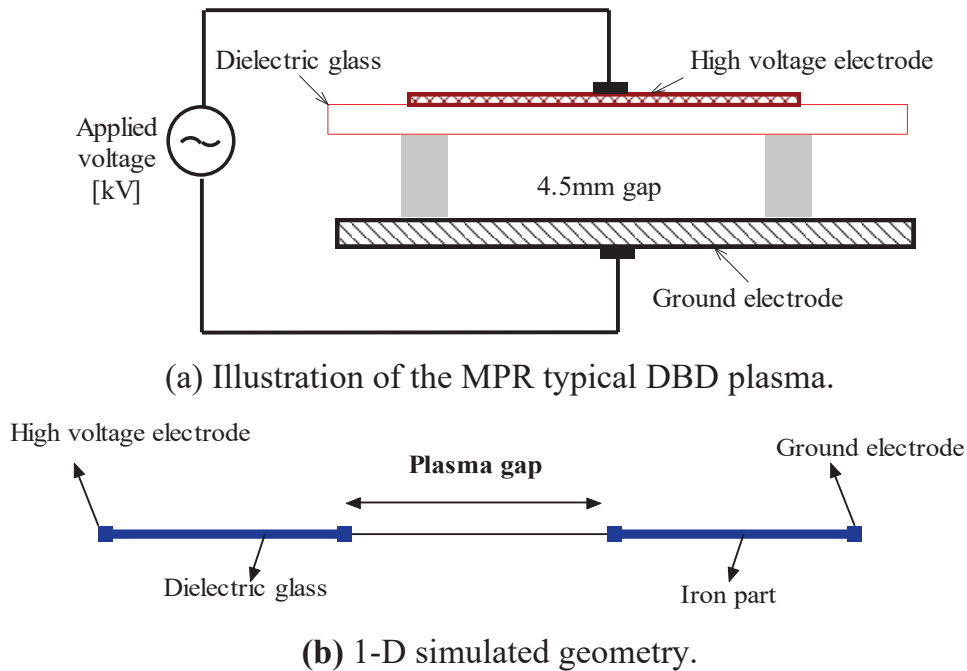 Dielectric glass
High voltage electrode
Applied
voltage
[kV]
4.5mm gap
Ground electrode
(a) Illustration of the MPR typical DBD plasma.
High voltage electrode
Ground electrode
Plasma gap
Dielectric glass
Iron part
(b) 1-D simulated geometry.